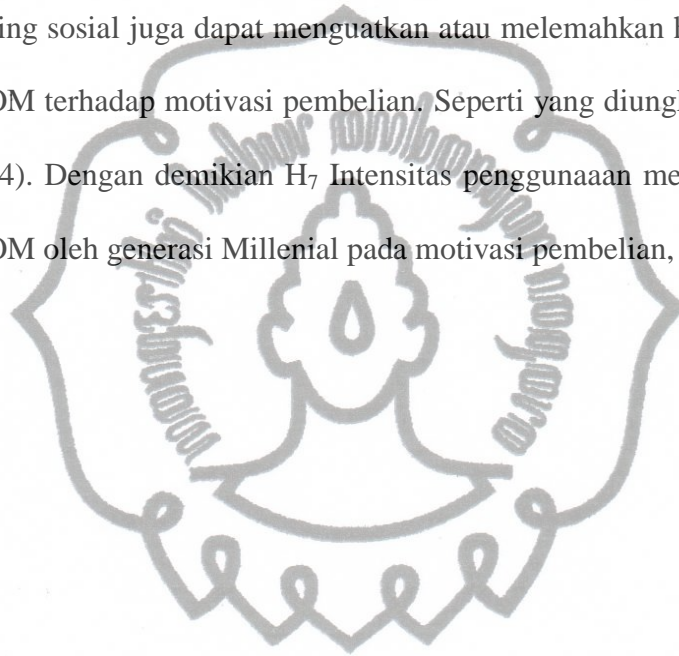 ing sosial juga dapat menguatkan atau melemahkan h
OM terhadap motivasi pembelian. Seperti yang diungk
4). Dengan demikian H₇ Intensitas penggunaaan me
OM oleh generasi Millenial pada motivasi pembelian,